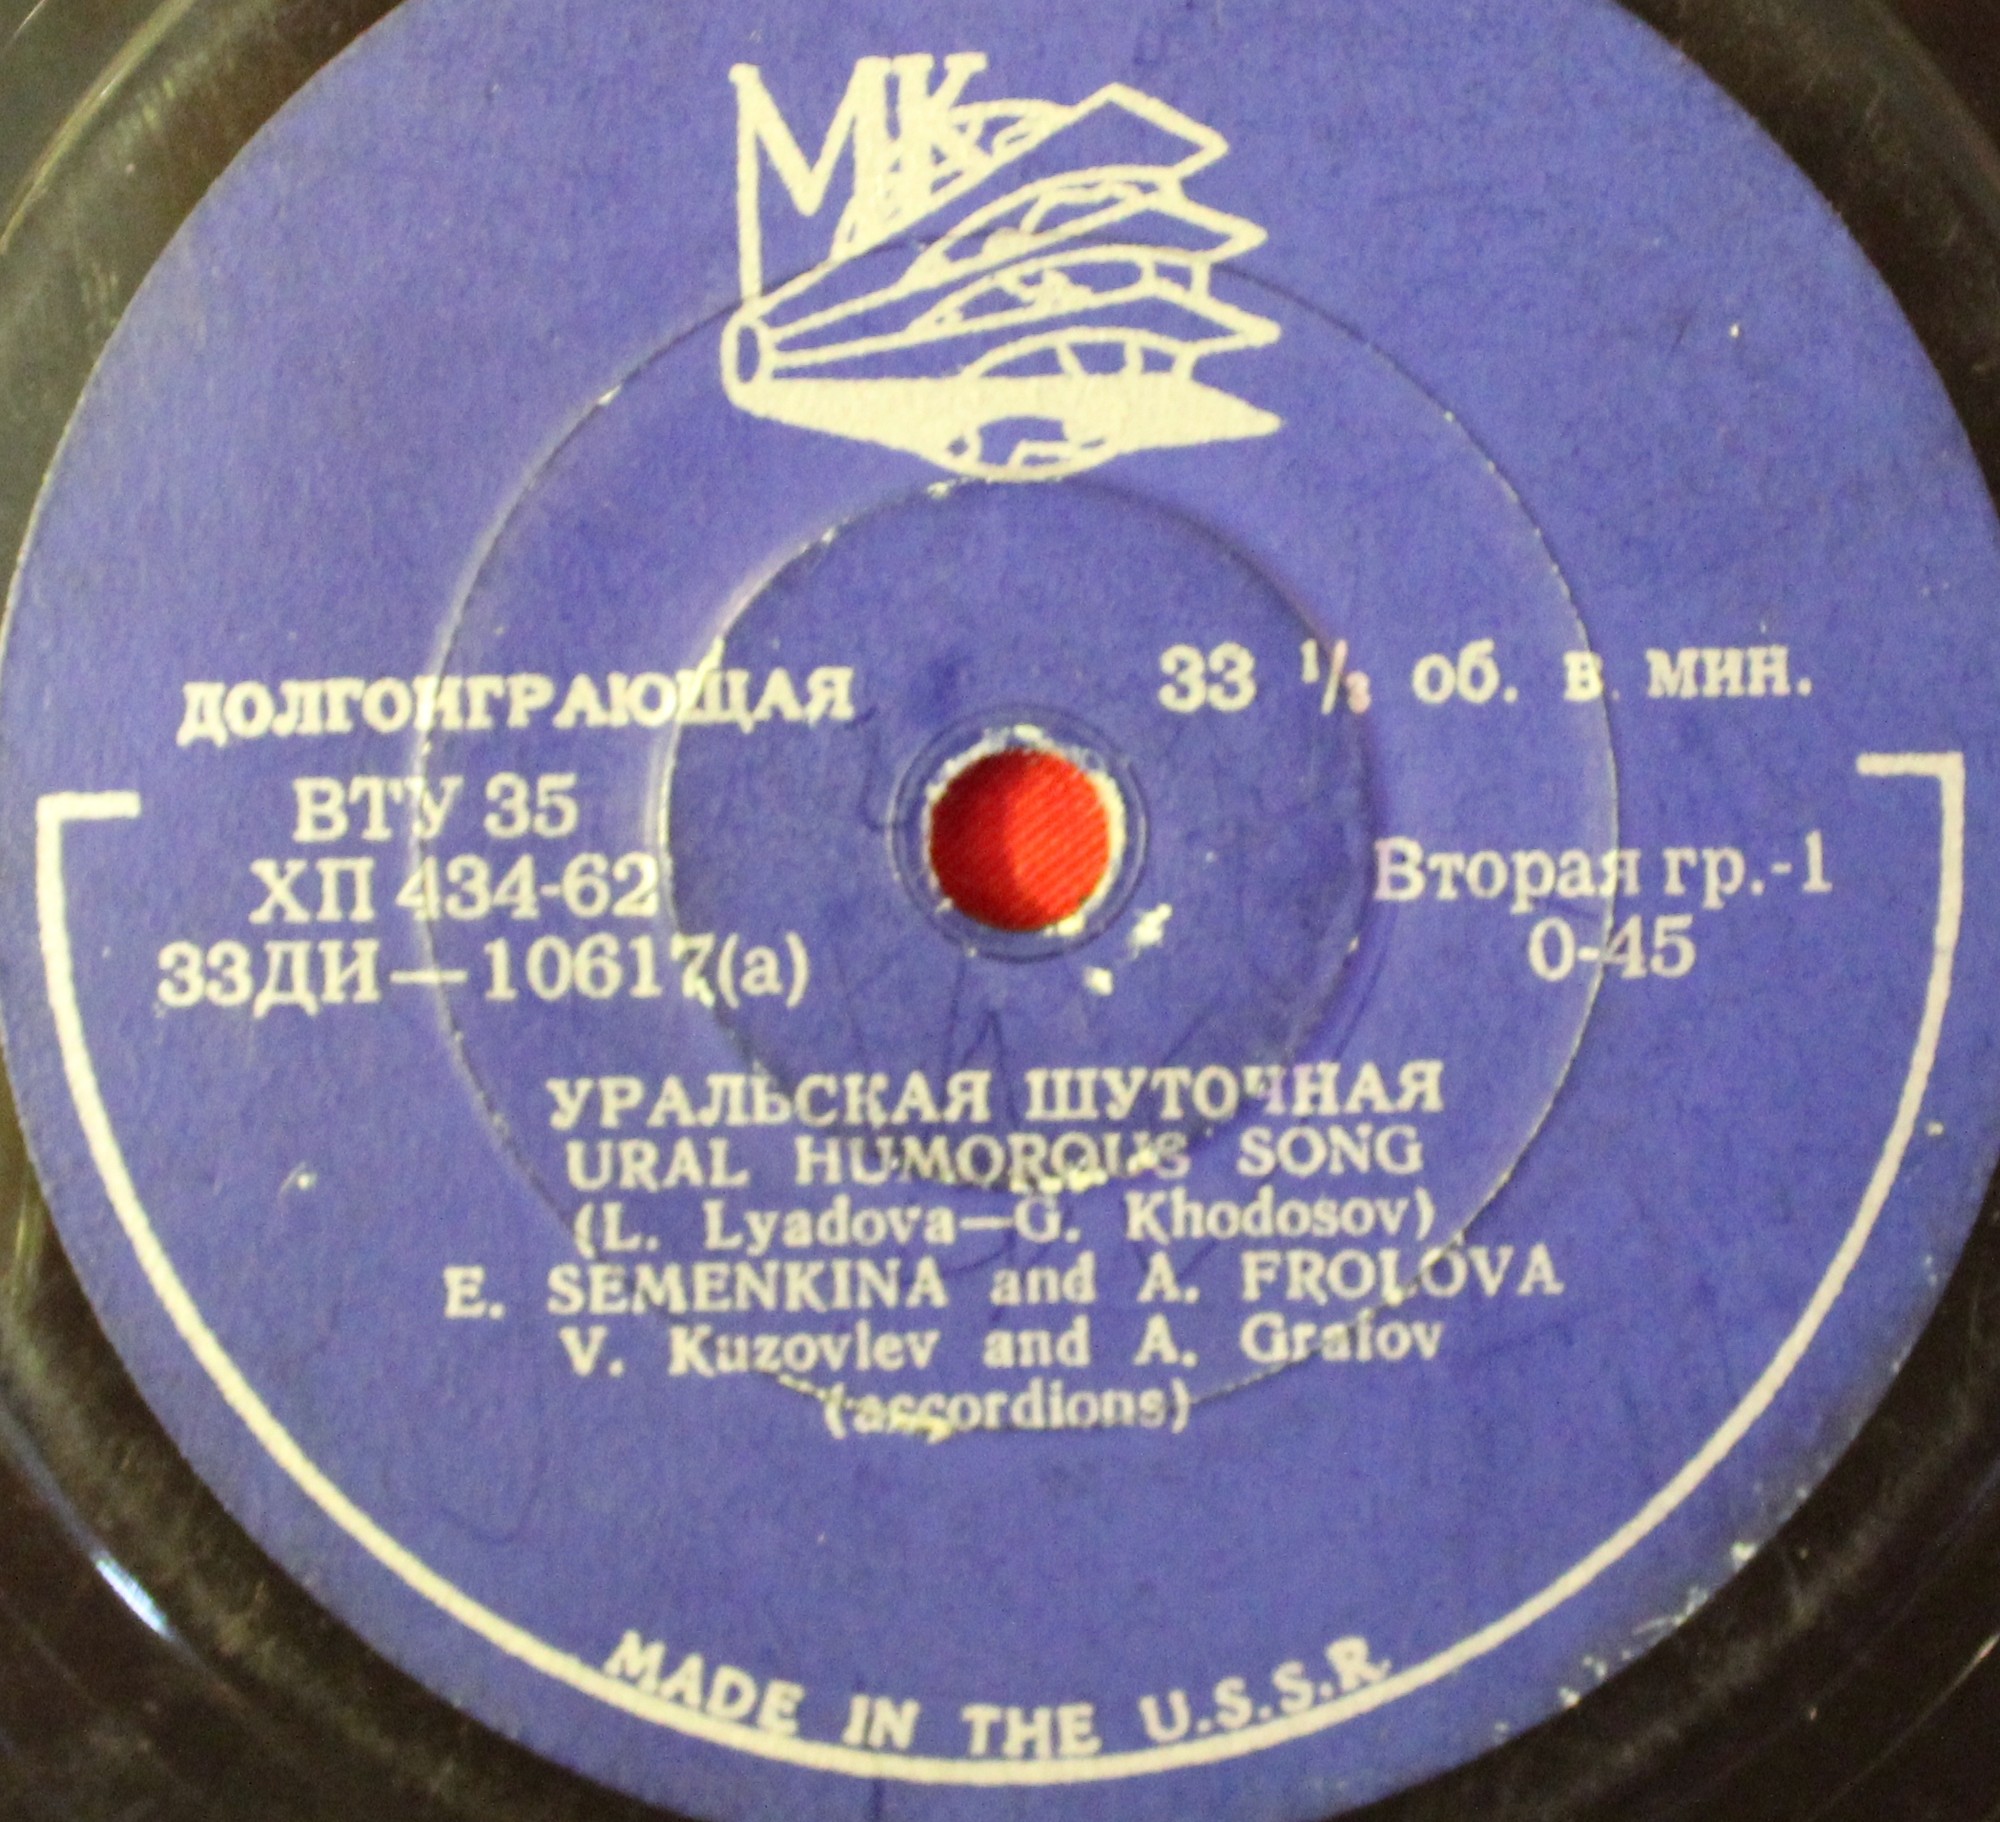 МК
ДОЛГОИГРАЮЩАЯ 33 1/3 об. в мин.
ВТУ 35
ХП 434-62
33ДИ—10617(а)
Вторая гр.-1
0-45
УРАЛЬСКАЯ ШУТОЧНАЯ
URAL HUMOROUS SONG
(L. Lyadova—G. Khodosov)
E. SEMENKINA and A. FROLOVA
V. Kuzovlev and A. Grafov
(accordions)
MADE IN THE U.S.S.R.